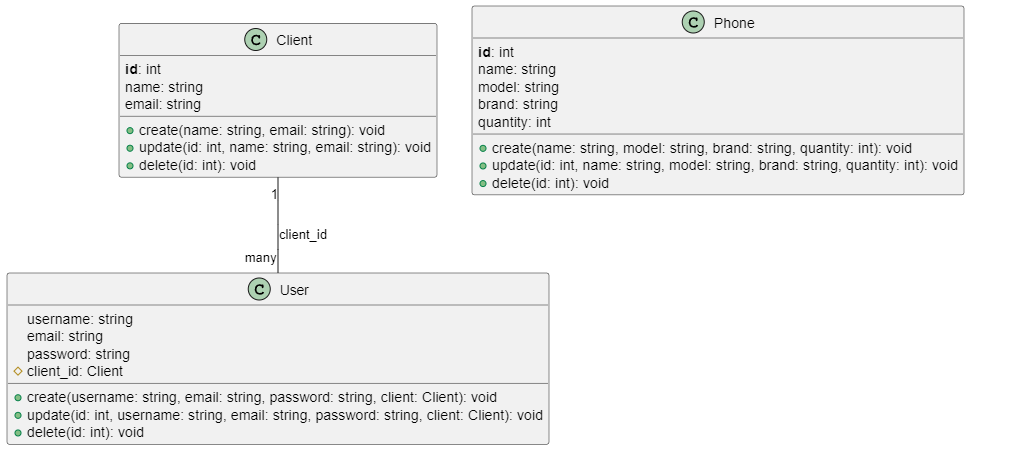 C Client
id: int
name: string
email: string
create(name: string, email: string): void
update(id: int, name: string, email: string): void
delete(id: int): void
C Phone
id: int
name: string
model: string
brand: string
quantity: int
create(name: string, model: string, brand: string, quantity: int): void
update(id: int, name: string, model: string, brand: string, quantity: int): void
delete(id: int): void
1
client_id
many
C User
username: string
email: string
password: string
client_id: Client
create(username: string, email: string, password: string, client: Client): void
update(id: int, username: string, email: string, password: string, client: Client): void
delete(id: int): void